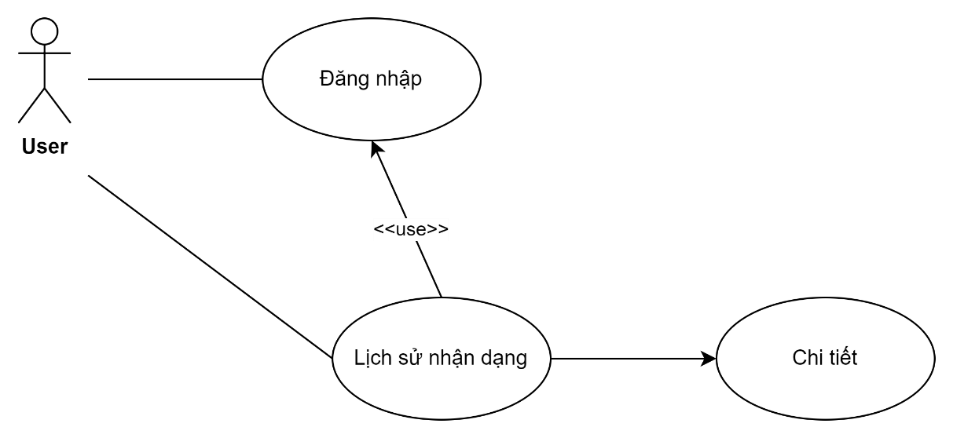 Đăng nhập
User
<<use>>
Lịch sử nhận dạng
Chi tiết